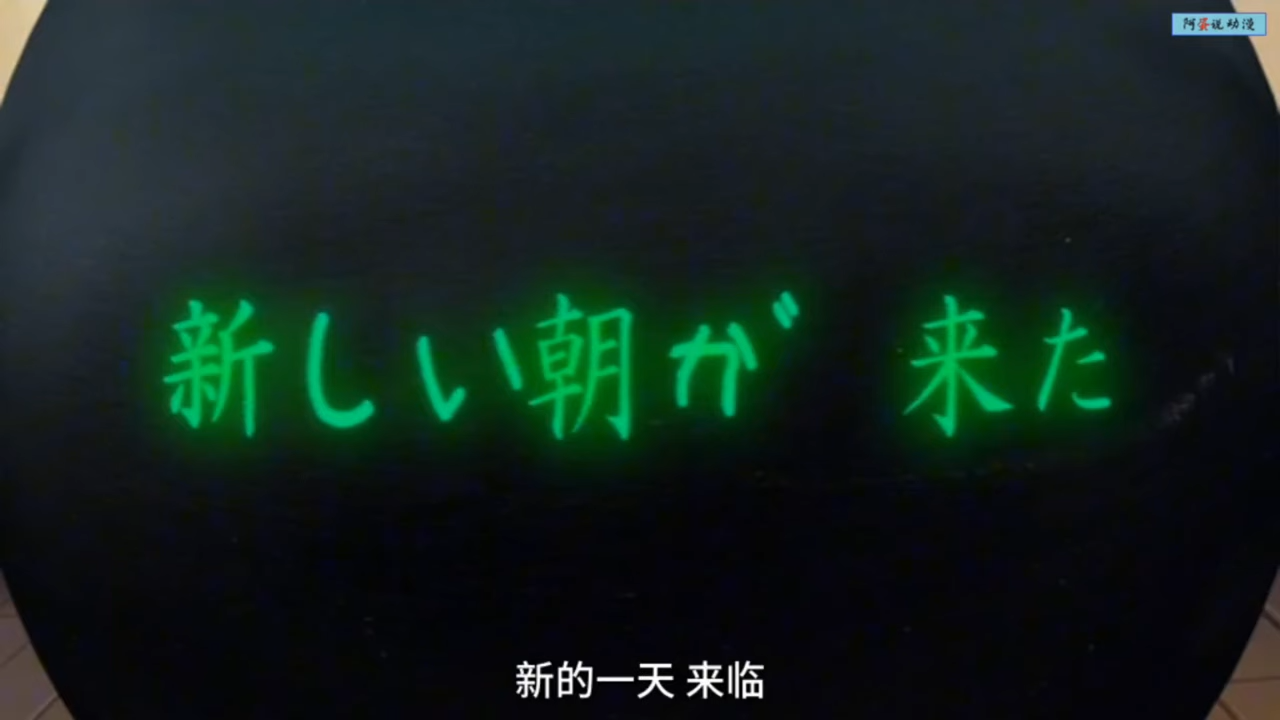 阿蛋说动漫
新しい朝が 来た
新的一天 来临